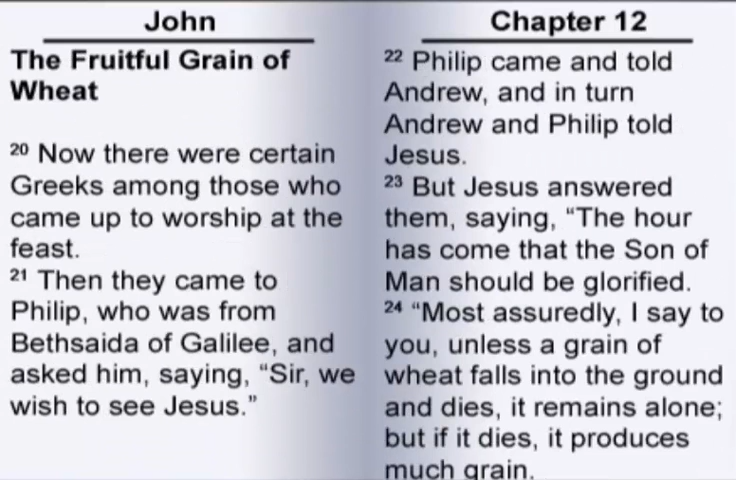 John
The Fruitful Grain of
Wheat
20 Now there were certain
Greeks among those who
came up to worship at the
feast.
21 Then they came to
Philip, who was from
Bethsaida of Galilee, and
asked him, saying, “Sir, we
wish to see Jesus.”
Chapter 12
22 Philip came and told
Andrew, and in turn
Andrew and Philip told
Jesus.
23 But Jesus answered
them, saying, “The hour
has come that the Son of
Man should be glorified.
24 “Most assuredly, I say to
you, unless a grain of
wheat falls into the ground
and dies, it remains alone;
but if it dies, it produces
much grain.